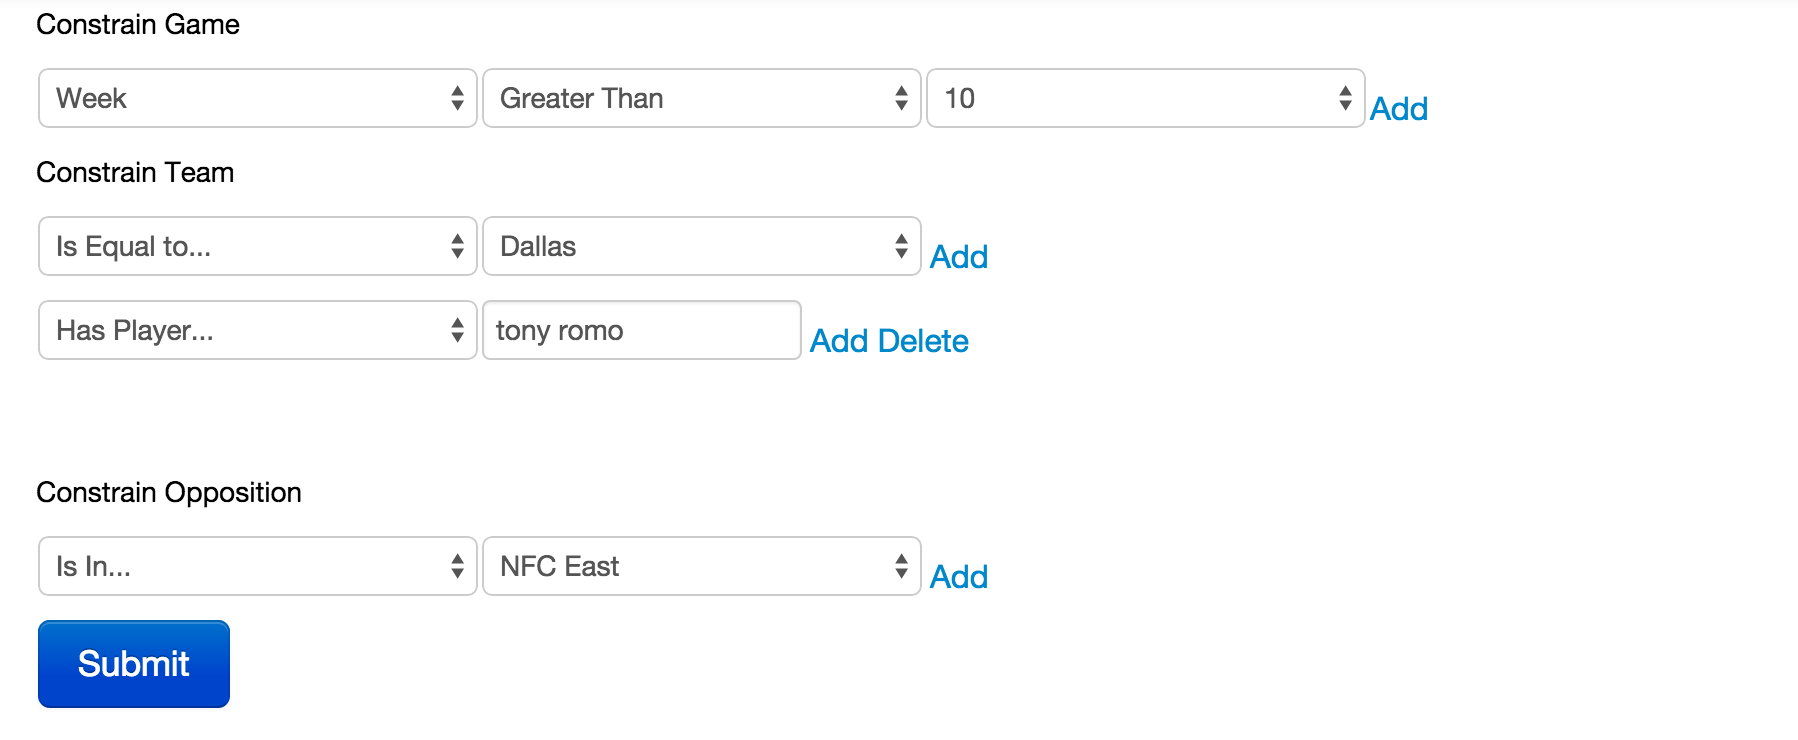 Constrain Game
Week Greater Than 10 Add
Constrain Team
Is Equal to... Dallas Add
Has Player... tony romo Add Delete
Constrain Opposition
Is In... NFC East Add
Submit